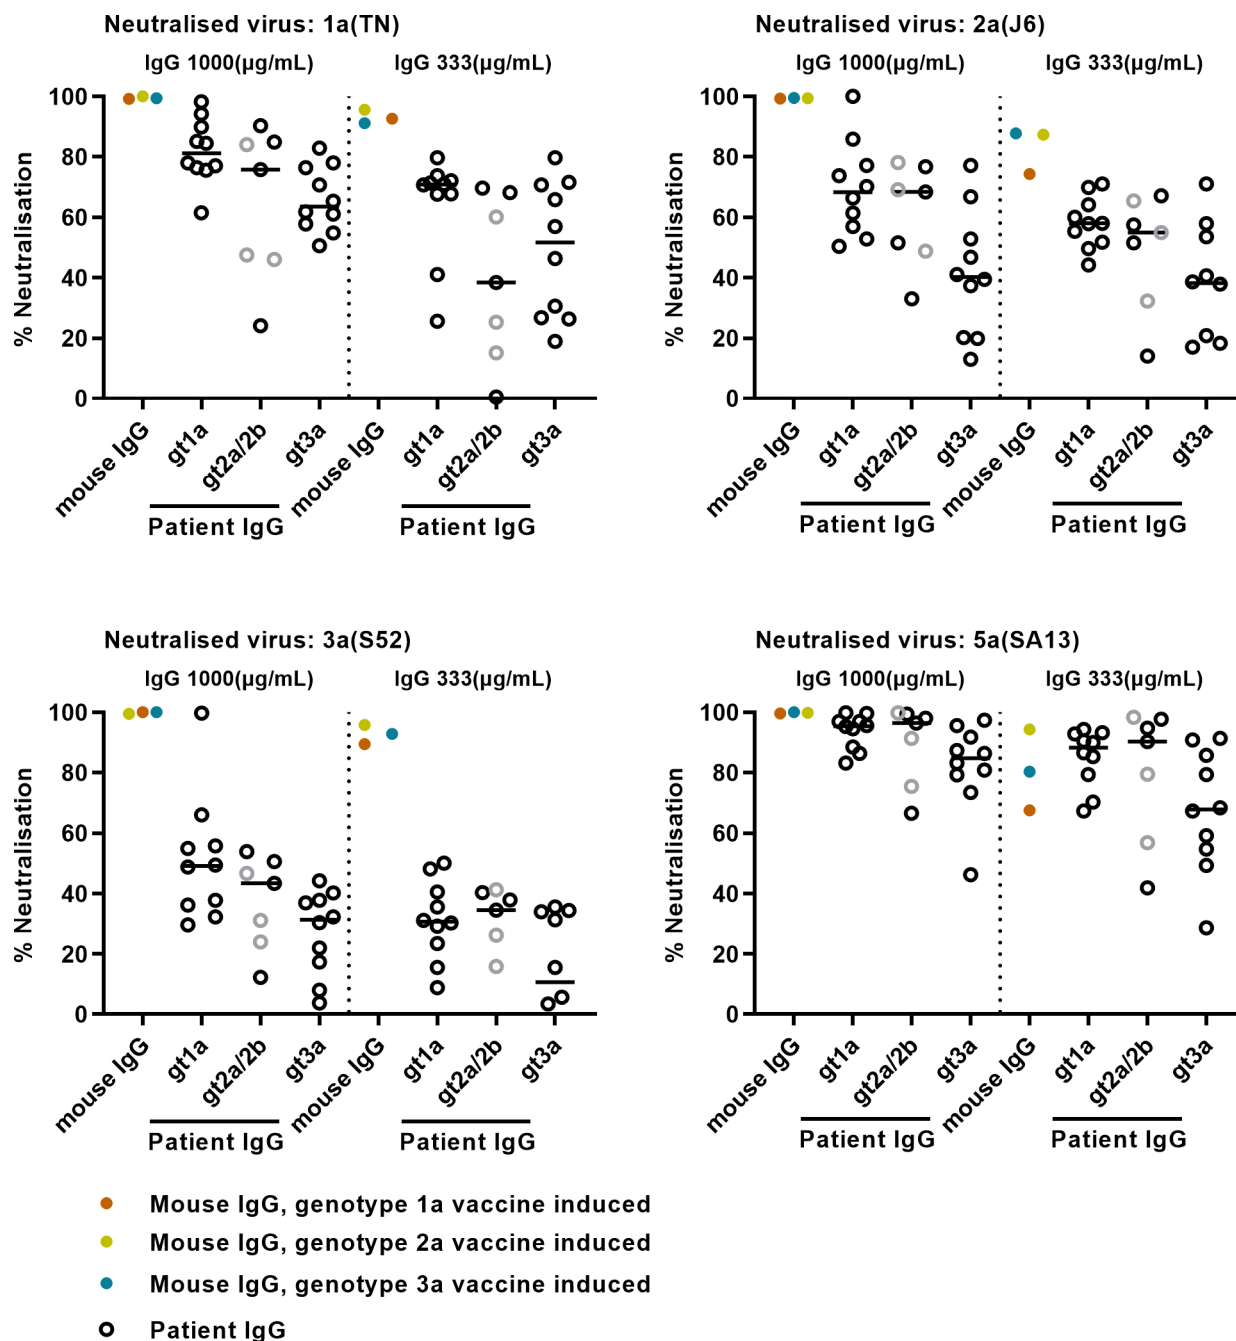 Neutralised virus: 1a(TN)
IgG 1000(µg/mL) IgG 333(µg/mL)
% Neutralisation
100
80
60
40
20
0
mouse IgG gt1a gt2a/2b gt3a mouse IgG gt1a gt2a/2b gt3a
Patient IgG Patient IgG
Neutralised virus: 2a(J6)
IgG 1000(µg/mL) IgG 333(µg/mL)
% Neutralisation
100
80
60
40
20
0
mouse IgG gt1a gt2a/2b gt3a mouse IgG gt1a gt2a/2b gt3a
Patient IgG Patient IgG
Neutralised virus: 3a(S52)
IgG 1000(µg/mL) IgG 333(µg/mL)
% Neutralisation
100
80
60
40
20
0
mouse IgG gt1a gt2a/2b gt3a mouse IgG gt1a gt2a/2b gt3a
Patient IgG Patient IgG
Neutralised virus: 5a(SA13)
IgG 1000(µg/mL) IgG 333(µg/mL)
% Neutralisation
100
80
60
40
20
0
mouse IgG gt1a gt2a/2b gt3a mouse IgG gt1a gt2a/2b gt3a
Patient IgG Patient IgG
Mouse IgG, genotype 1a vaccine induced
Mouse IgG, genotype 2a vaccine induced
Mouse IgG, genotype 3a vaccine induced
Patient IgG